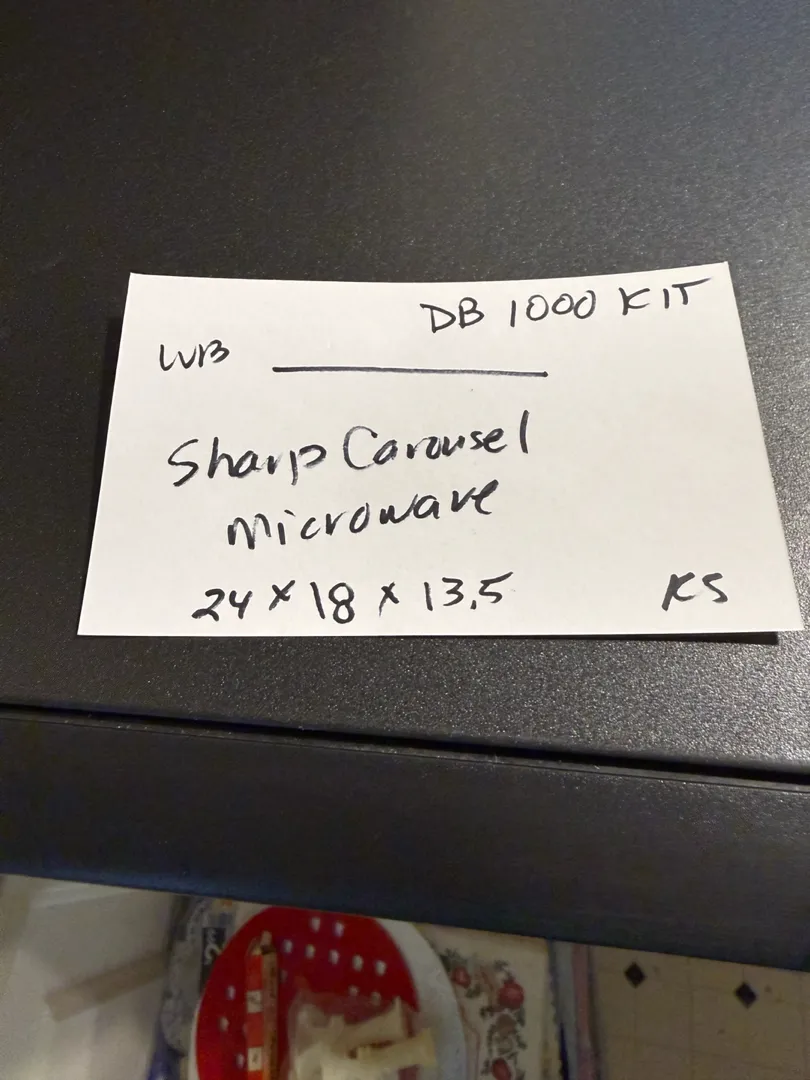 DB 1000 KIT
WB
Sharp Carousel
Microwave
24 x 18 x 13.5 KS